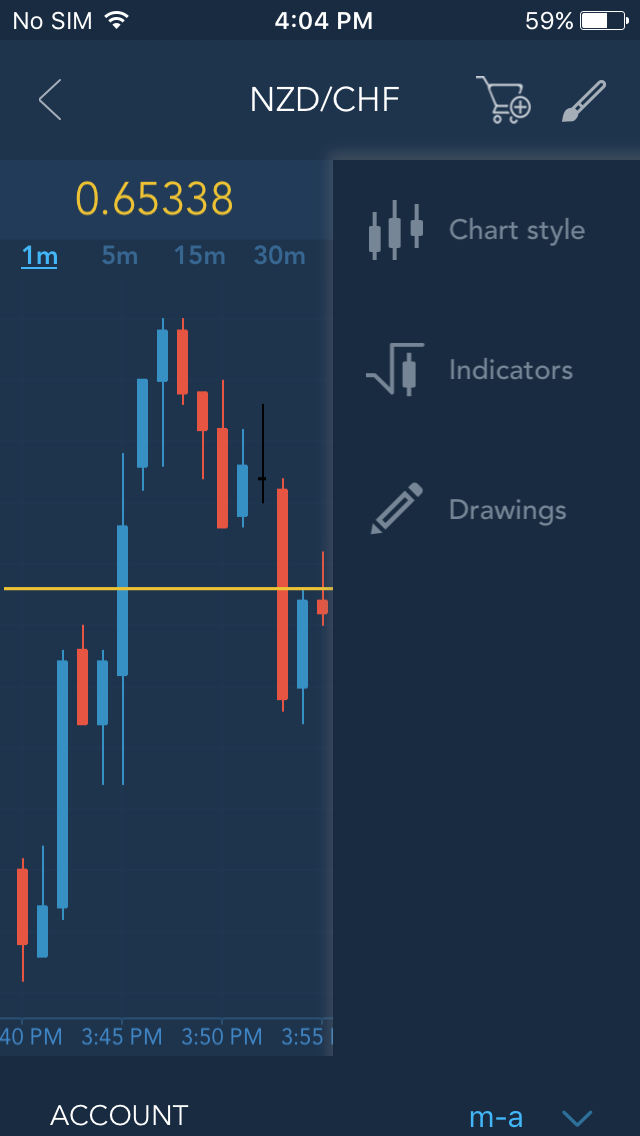 No SIM 4:04 PM 59%
NZD/CHF
0.65338
1m 5m 15m 30m
Chart style
Indicators
Drawings
40 PM 3:45 PM 3:50 PM 3:55
ACCOUNT m-a